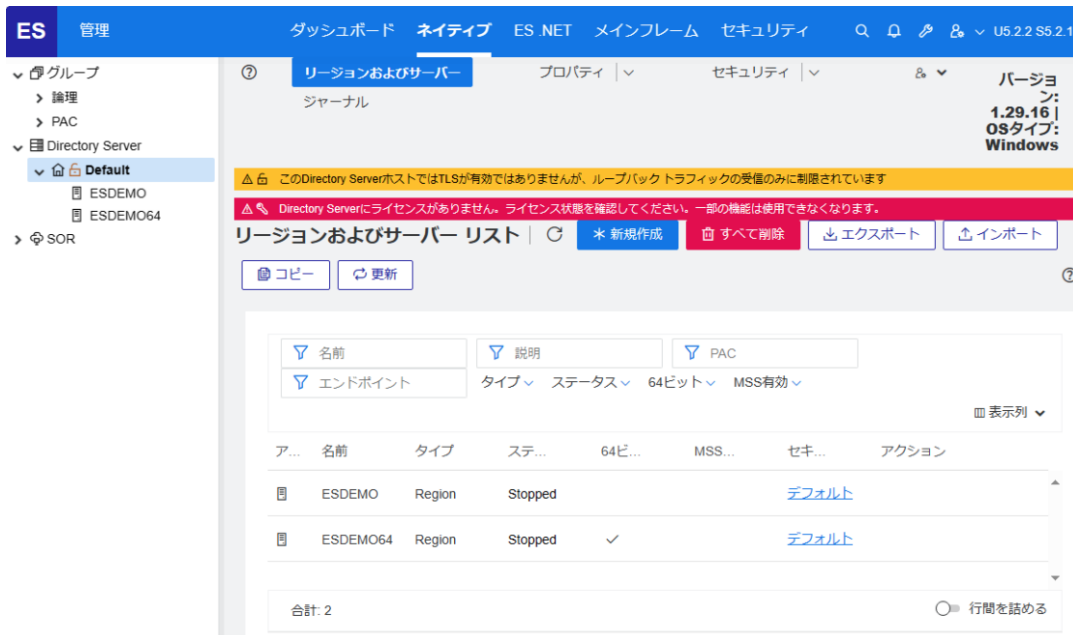 ES 管理 ダッシュボード ネイティブ ES .NET メインフレーム セキュリティ U5.2.2 S5.2.1
グループ
論理
PAC
Directory Server
Default
ESDEMO
ESDEMO64
SOR
リージョンおよびサーバー プロパティ セキュリティ
ジャーナル
バージョ
ン:
1.29.16 |
OSタイプ:
Windows
このDirectory ServerホストではTLSが有効ではありませんが、ループバック トラフィックの受信のみに制限されています
Directory Serverにライセンスがありません。ライセンス状態を確認してください。一部の機能は使用できなくなります。
リージョンおよびサーバー リスト 新規作成 すべて削除 エクスポート インポート
コピー 更新
名前 説明 PAC
エンドポイント タイプ ステータス 64ビット MSS有効
表示列
ア... 名前 タイプ ステ... 64ビ... MSS... セキ... アクション
ESDEMO Region Stopped デフォルト
ESDEMO64 Region Stopped デフォルト
合計: 2 行間を詰める